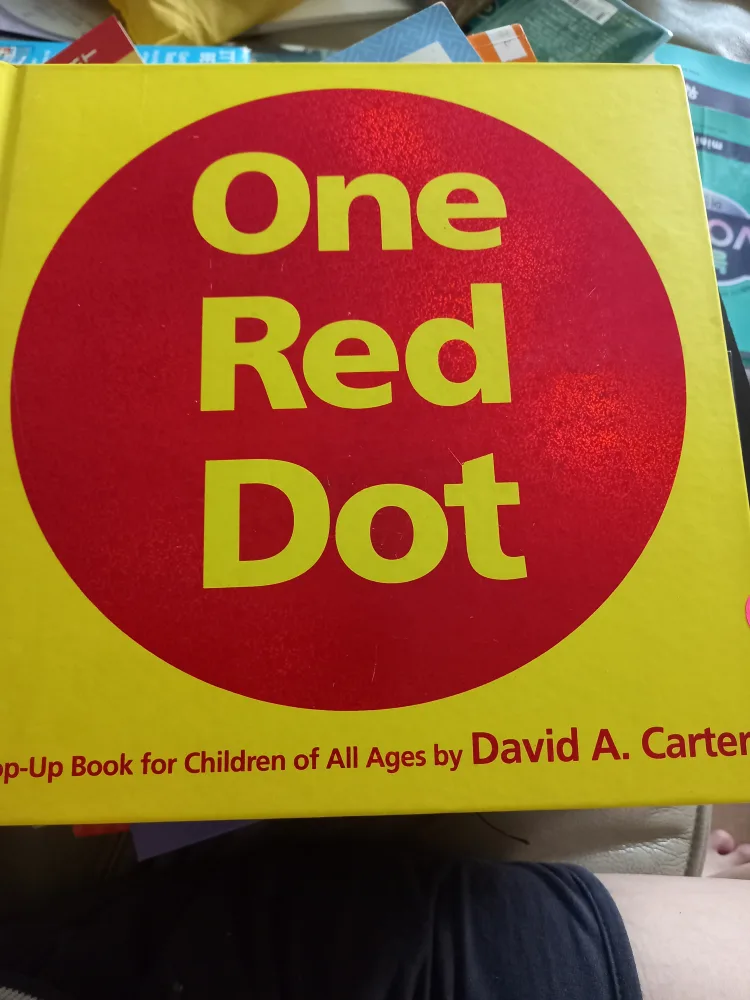 One
Red
Dot
op-Up Book for Children of All Ages by David A. Carter